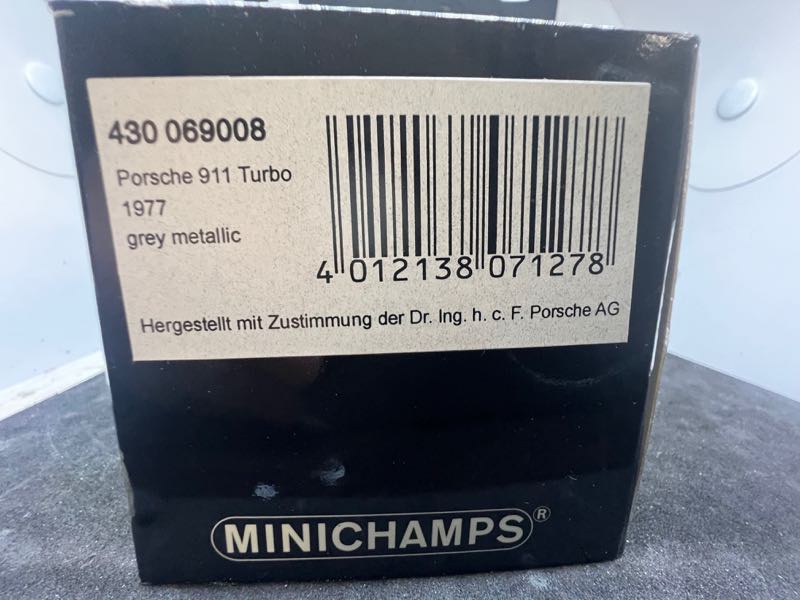 430 069008
Porsche 911 Turbo
1977
grey metallic
4 012138 071278
Hergestellt mit Zustimmung der Dr. Ing. h. c. F. Porsche AG
MINICHAMPS®